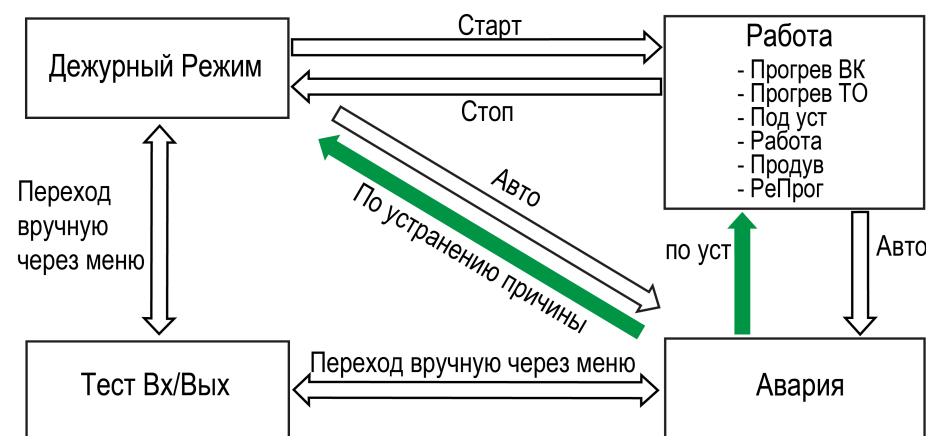 Дежурный Режим
Старт
Стоп
Работа
- Прогрев ВК
- Прогрев ТО
- Под уст
- Работа
- Продув
- РеПрог
Переход
вручную
через меню
Авто
По устранению причины
по уст
Авто
Тест Вх/Вых
Переход вручную через меню
Авария